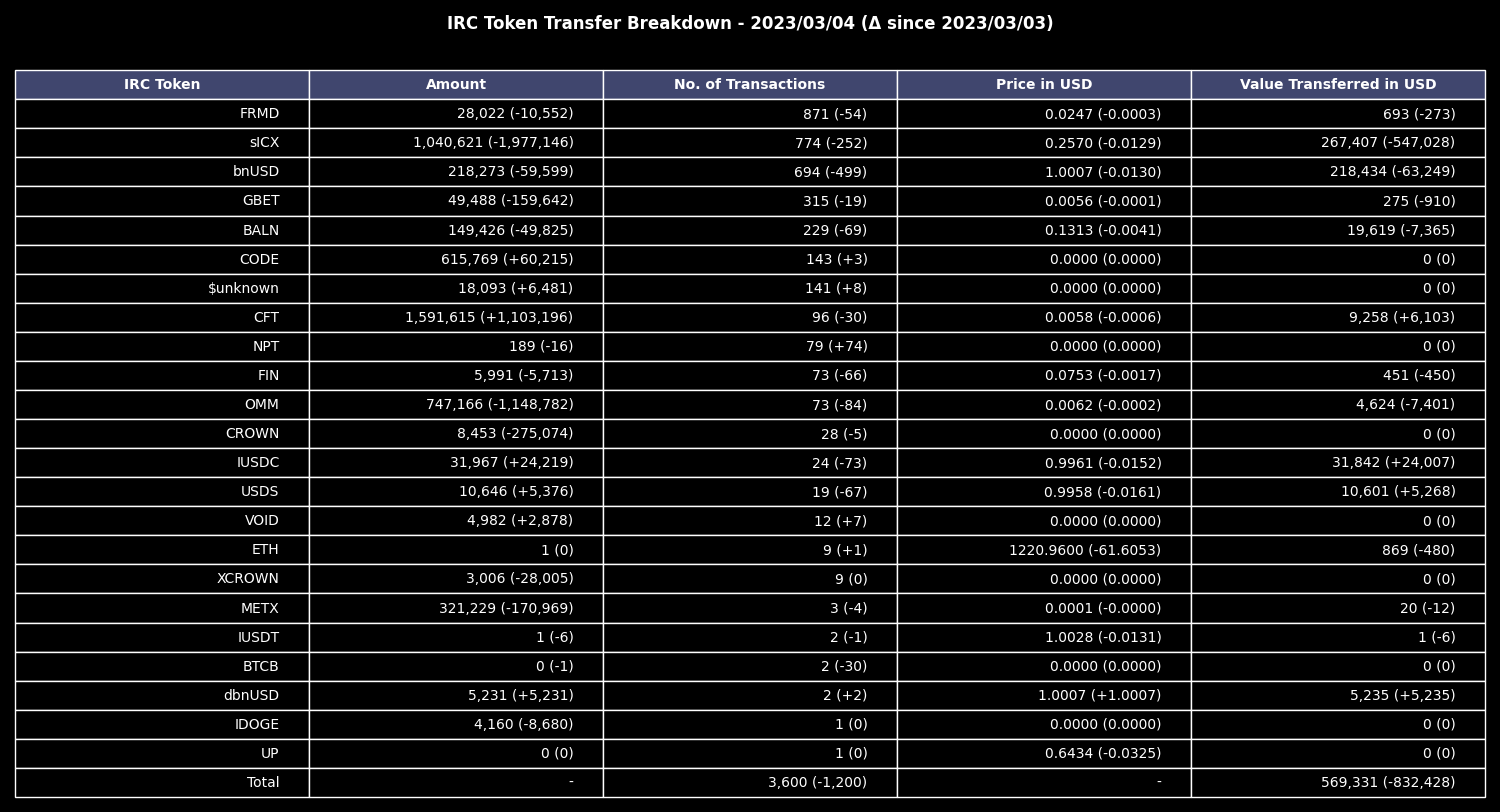 IRC Token Transfer Breakdown - 2023/03/04 (Δ since 2023/03/03)
IRC Token Amount No. of Transactions Price in USD Value Transferred in USD
FRMD 28,022 (-10,552) 871 (-54) 0.0247 (-0.0003) 693 (-273)
sICX 1,040,621 (-1,977,146) 774 (-252) 0.2570 (-0.0129) 267,407 (-547,028)
bnUSD 218,273 (-59,599) 694 (-499) 1.0007 (-0.0130) 218,434 (-63,249)
GBET 49,488 (-159,642) 315 (-19) 0.0056 (-0.0001) 275 (-910)
BALN 149,426 (-49,825) 229 (-69) 0.1313 (-0.0041) 19,619 (-7,365)
CODE 615,769 (+60,215) 143 (+3) 0.0000 (0.0000) 0 (0)
$unknown 18,093 (+6,481) 141 (+8) 0.0000 (0.0000) 0 (0)
CFT 1,591,615 (+1,103,196) 96 (-30) 0.0058 (-0.0006) 9,258 (+6,103)
NPT 189 (-16) 79 (+74) 0.0000 (0.0000) 0 (0)
FIN 5,991 (-5,713) 73 (-66) 0.0753 (-0.0017) 451 (-450)
OMM 747,166 (-1,148,782) 73 (-84) 0.0062 (-0.0002) 4,624 (-7,401)
CROWN 8,453 (-275,074) 28 (-5) 0.0000 (0.0000) 0 (0)
IUSDC 31,967 (+24,219) 24 (-73) 0.9961 (-0.0152) 31,842 (+24,007)
USDS 10,646 (+5,376) 19 (-67) 0.9958 (-0.0161) 10,601 (+5,268)
VOID 4,982 (+2,878) 12 (+7) 0.0000 (0.0000) 0 (0)
ETH 1 (0) 9 (+1) 1220.9600 (-61.6053) 869 (-480)
XCROWN 3,006 (-28,005) 9 (0) 0.0000 (0.0000) 0 (0)
METX 321,229 (-170,969) 3 (-4) 0.0001 (-0.0000) 20 (-12)
IUSDT 1 (-6) 2 (-1) 1.0028 (-0.0131) 1 (-6)
BTCB 0 (-1) 2 (-30) 0.0000 (0.0000) 0 (0)
dbnUSD 5,231 (+5,231) 2 (+2) 1.0007 (+1.0007) 5,235 (+5,235)
IDOGE 4,160 (-8,680) 1 (0) 0.0000 (0.0000) 0 (0)
UP 0 (0) 1 (0) 0.6434 (-0.0325) 0 (0)
Total - 3,600 (-1,200) - 569,331 (-832,428)